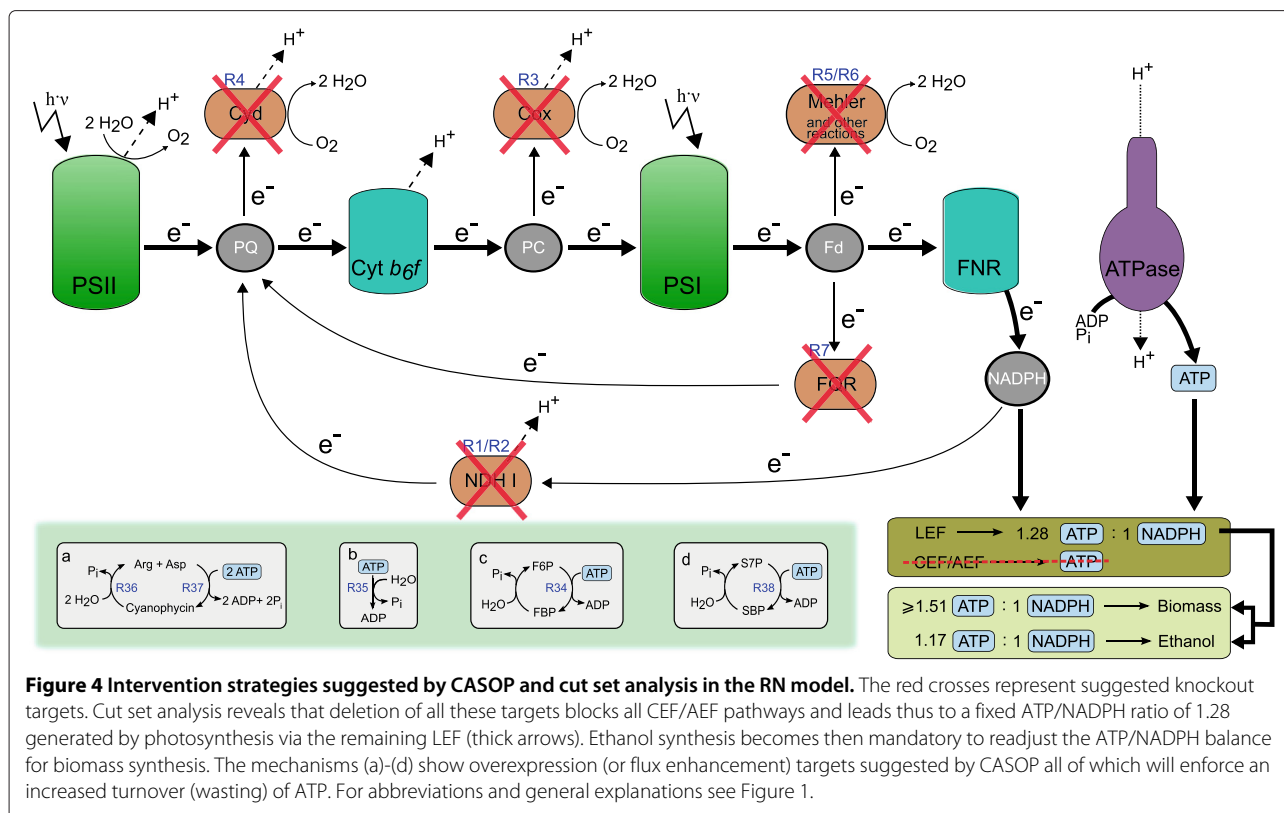 h·ν
2 H2O
O2
H+
R4
Cyd
H+
2 H2O
O2
e-
H+
R3
Cox
H+
2 H2O
O2
e-
h·ν
R5/R6
Mehler
and other
reactions
2 H2O
O2
e-
H+
PSII
e-
PQ
e-
Cyt b6f
e-
PC
e-
PSI
e-
Fd
e-
FNR
ATPase
ADP
Pi
H+
ATP
e-
NADPH
e-
R7
FQR
e-
e-
R1/R2
NDH I
H+
e-
a
Arg + Asp
Pi
R36
R37
2 ATP
2 H2O
Cyanophycin
2 ADP+ 2Pi
b
ATP
R35
H2O
Pi
ADP
c
F6P
Pi
R34
ATP
H2O
FBP
ADP
d
S7P
Pi
R38
ATP
H2O
SBP
ADP
LEF → 1.28 ATP : 1 NADPH
CEF/AEF → ATP
⩾1.51 ATP : 1 NADPH → Biomass
1.17 ATP : 1 NADPH → Ethanol
Figure 4 Intervention strategies suggested by CASOP and cut set analysis in the RN model. The red crosses represent suggested knockout
targets. Cut set analysis reveals that deletion of all these targets blocks all CEF/AEF pathways and leads thus to a fixed ATP/NADPH ratio of 1.28
generated by photosynthesis via the remaining LEF (thick arrows). Ethanol synthesis becomes then mandatory to readjust the ATP/NADPH balance
for biomass synthesis. The mechanisms (a)-(d) show overexpression (or flux enhancement) targets suggested by CASOP all of which will enforce an
increased turnover (wasting) of ATP. For abbreviations and general explanations see Figure 1.